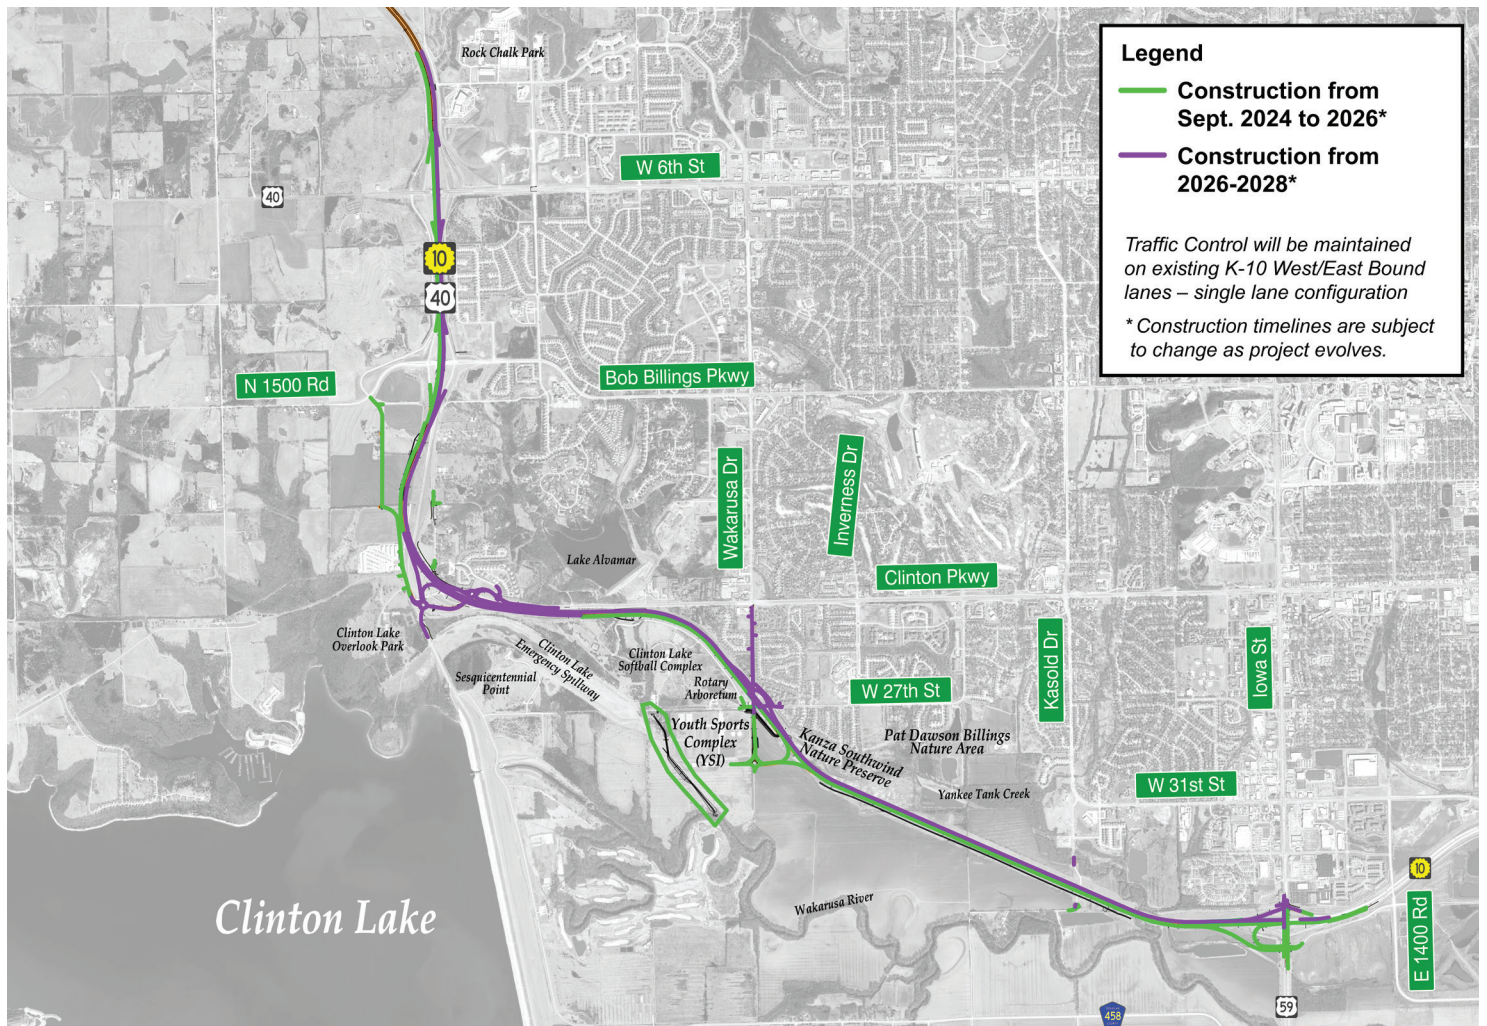 Legend
Construction from
Sept. 2024 to 2026*
Construction from
2026-2028*
Traffic Control will be maintained
on existing K-10 West/East Bound
lanes – single lane configuration
* Construction timelines are subject
to change as project evolves.
Rock Chalk Park
W 6th St
40
10
40
N 1500 Rd
Bob Billings Pkwy
Wakarusa Dr
Inverness Dr
Lake Alvamar
Clinton Pkwy
Clinton Lake
Overlook Park
Clinton Lake
Emergency Spillway
Clinton Lake
Softball Complex
Sesquicentennial
Point
Rotary
Arboretum
W 27th St
Kasold Dr
Iowa St
Youth Sports
Complex
(YSI)
Kanza Southwind
Nature Preserve
Pat Dawson Billings
Nature Area
W 31st St
Yankee Tank Creek
10
Wakarusa River
Clinton Lake
E 1400 Rd
59
458